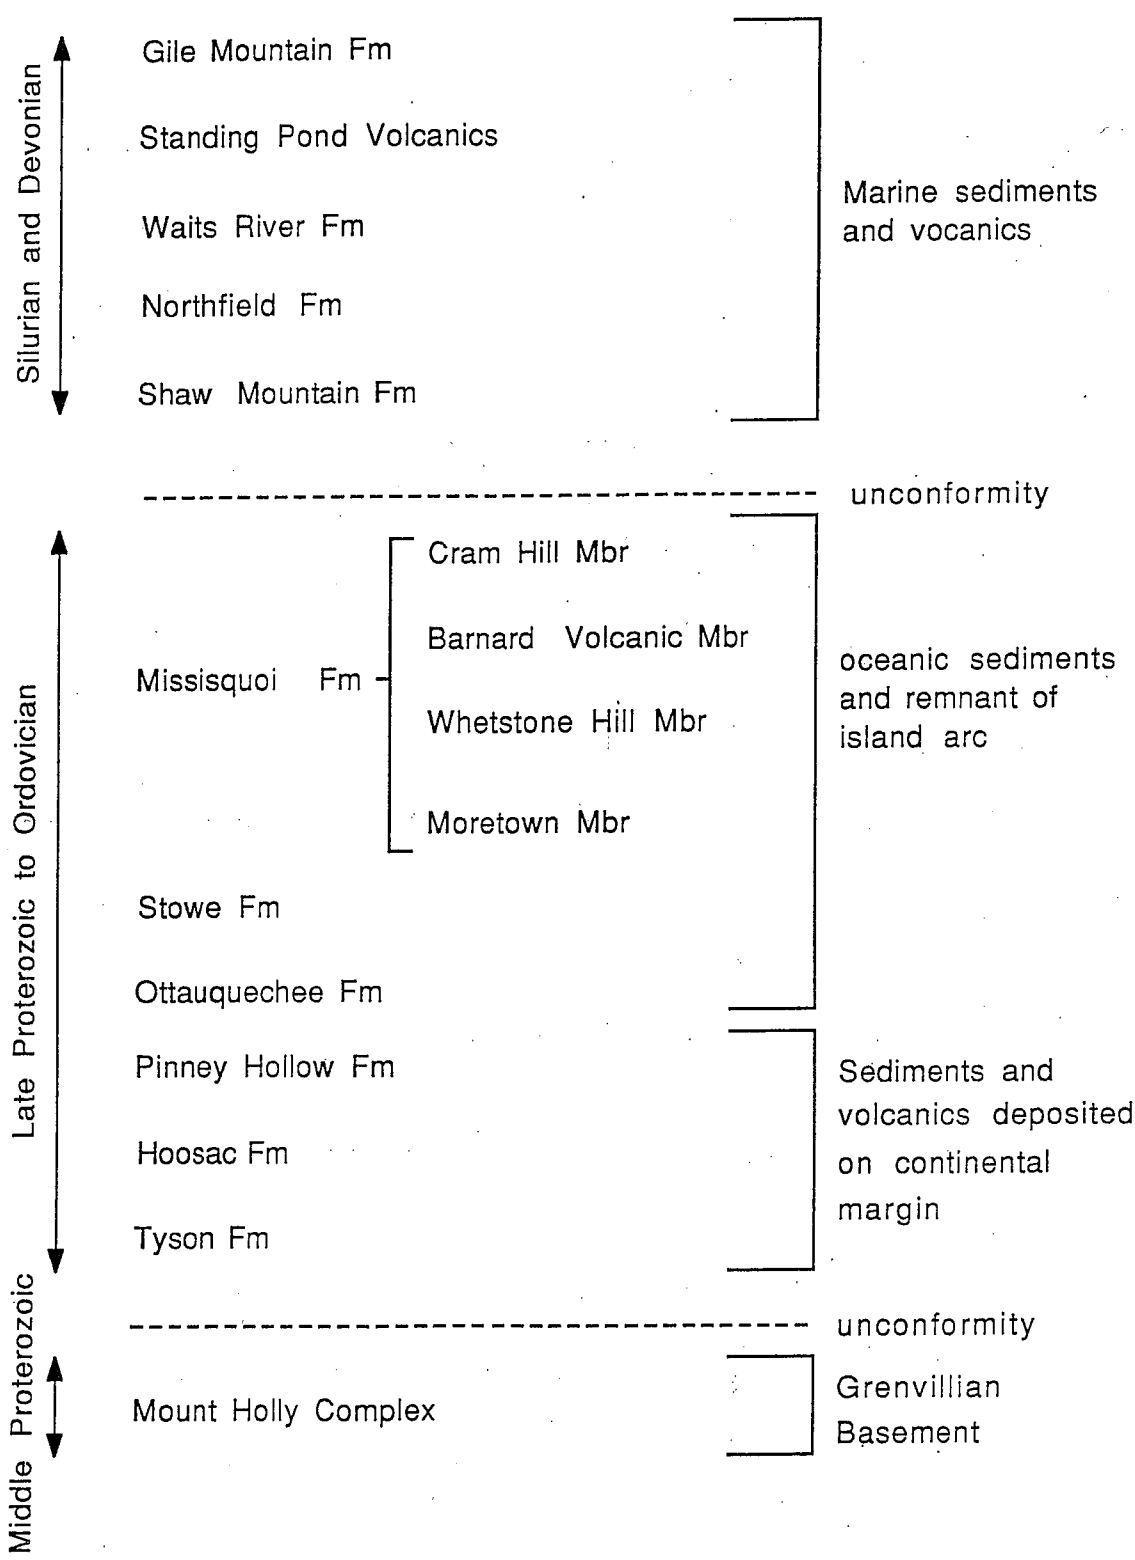 Silurian and Devonian
Gile Mountain Fm
Standing Pond Volcanics
Waits River Fm
Northfield Fm
Shaw Mountain Fm
Marine sediments
and vocanics
unconformity
Late Proterozoic to Ordovician
Missisquoi Fm
Cram Hill Mbr
Barnard Volcanic Mbr
Whetstone Hill Mbr
Moretown Mbr
Stowe Fm
Ottauquechee Fm
oceanic sediments
and remnant of
island arc
Pinney Hollow Fm
Hoosac Fm
Tyson Fm
Sediments and
volcanics deposited
on continental
margin
unconformity
Middle Proterozoic
Mount Holly Complex
Grenvillian
Basement